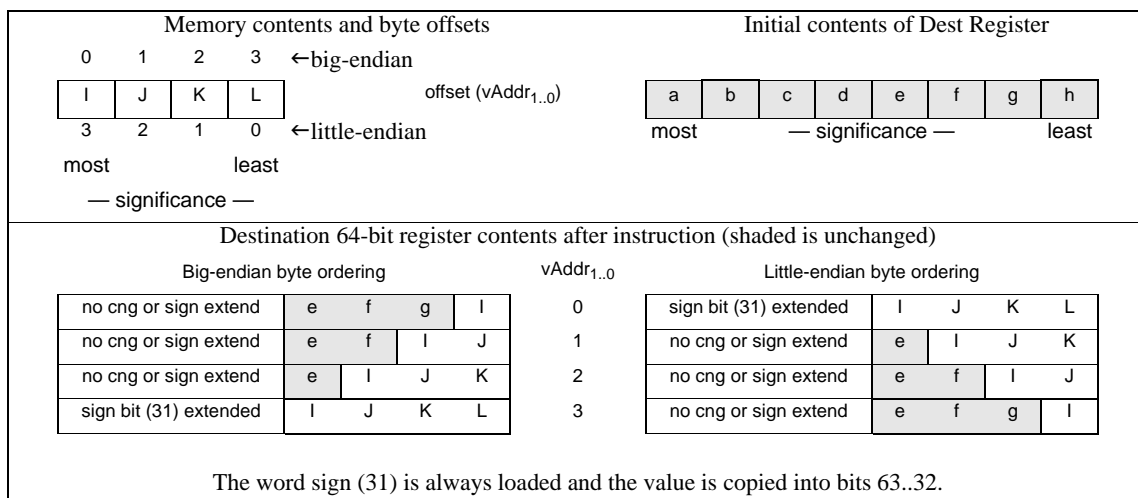 Memory contents and byte offsets
Initial contents of Dest Register
0 1 2 3 ←big-endian
I J K L
offset (vAddr1..0)
3 2 1 0 ←little-endian
most least
— significance —
a b c d e f g h
most — significance — least
Destination 64-bit register contents after instruction (shaded is unchanged)
Big-endian byte ordering vAddr1..0 Little-endian byte ordering
no cng or sign extend e f g I 0 sign bit (31) extended I J K L
no cng or sign extend e f I J 1 no cng or sign extend e I J K
no cng or sign extend e I J K 2 no cng or sign extend e f I J
sign bit (31) extended I J K L 3 no cng or sign extend e f g I
The word sign (31) is always loaded and the value is copied into bits 63..32.